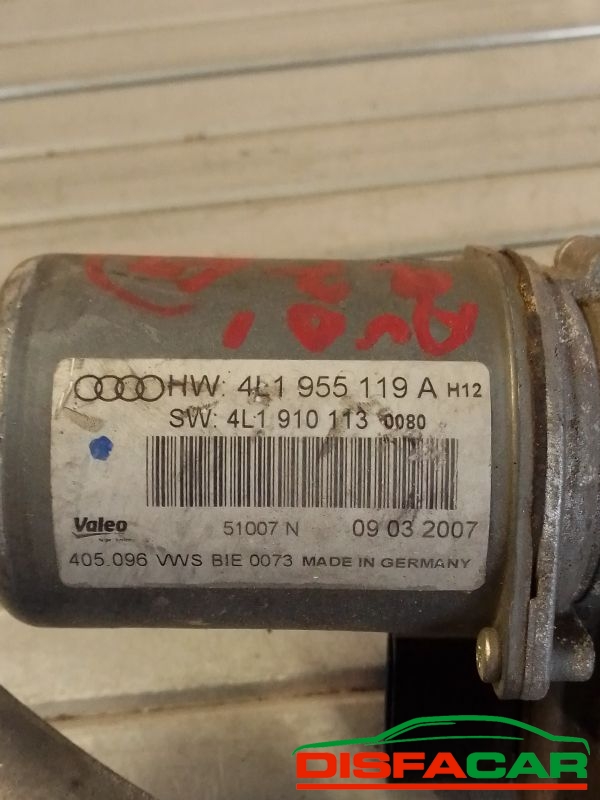 AUDI
HW: 4L1 955 119 A H12
SW: 4L1 910 113 0080
Valeo
51007 N
09 03 2007
405.096 VWS BIE 0073 MADE IN GERMANY
DISFACAR